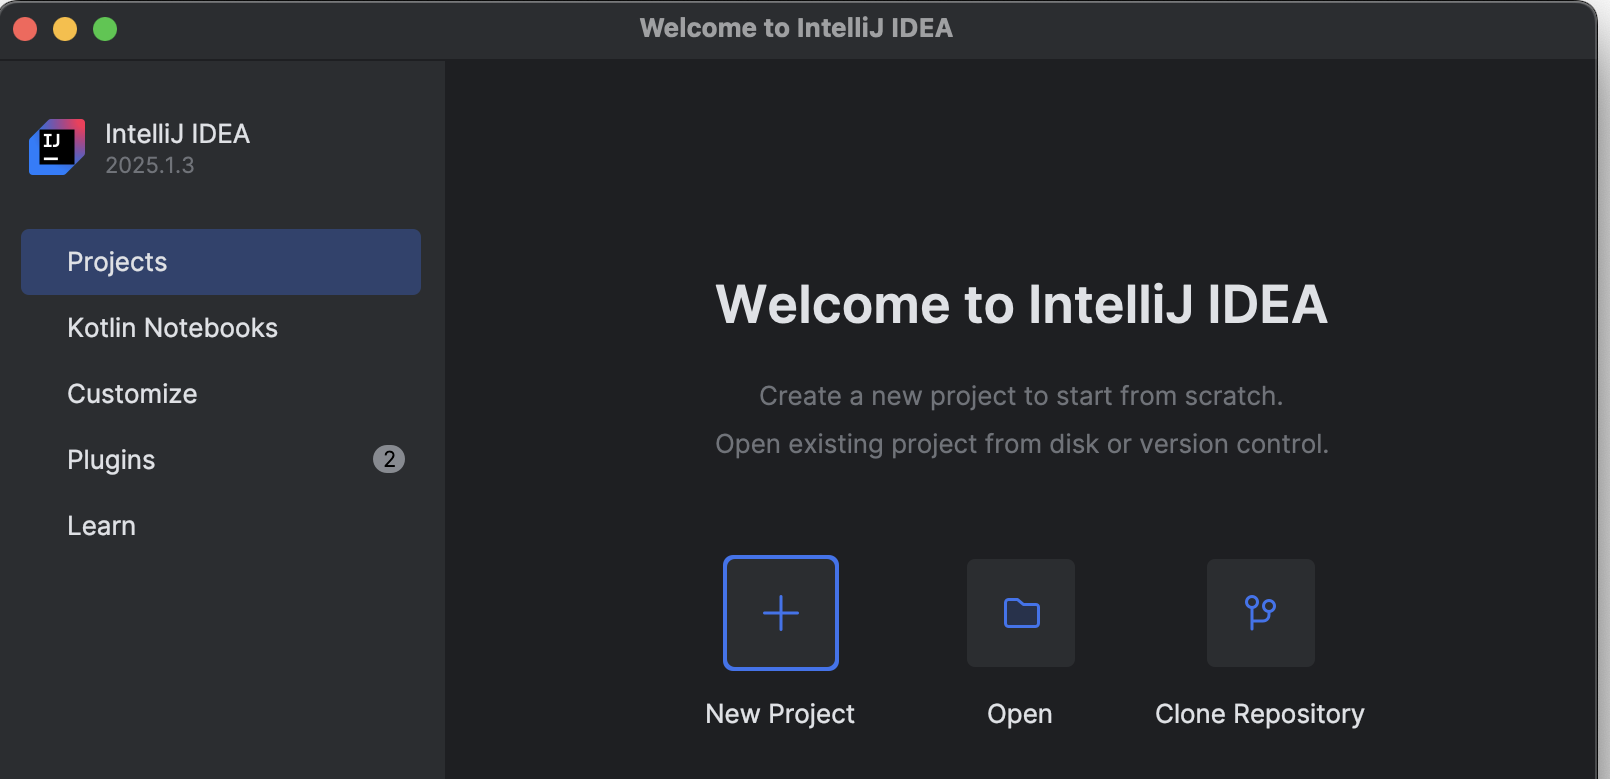 Welcome to IntelliJ IDEA
IJ
IntelliJ IDEA
2025.1.3
Projects
Kotlin Notebooks
Customize
Plugins 2
Learn
Welcome to IntelliJ IDEA
Create a new project to start from scratch.
Open existing project from disk or version control.
New Project Open Clone Repository